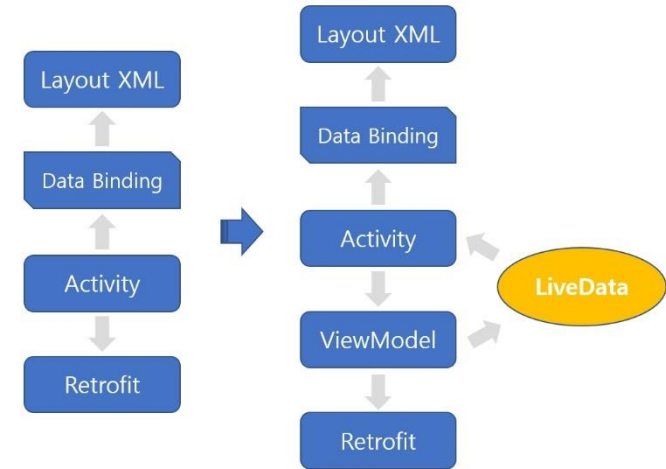 Layout XML
Data Binding
Activity
Retrofit
Layout XML
Data Binding
Activity
LiveData
ViewModel
Retrofit